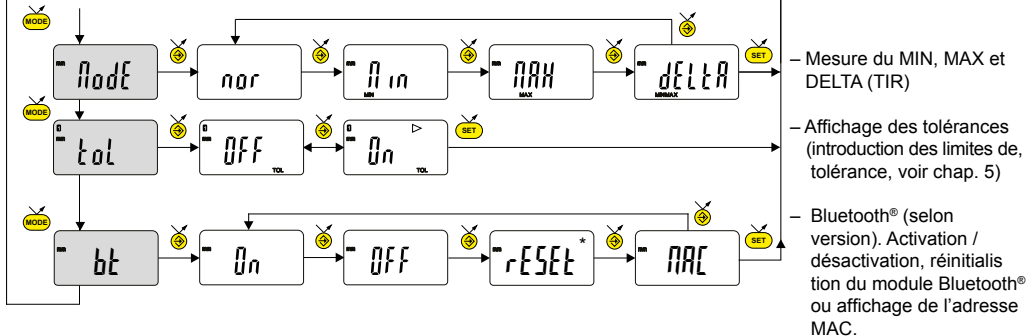 MODE
SET
ModE
nor
Min
MIN
MAX
MAX
dELtA
MINMAX
– Mesure du MIN, MAX et
DELTA (TIR)
MODE
toL
OFF
TOL
On
TOL
SET
– Affichage des tolérances
(introduction des limites de,
tolérance, voir chap. 5)
MODE
bt
On
OFF
rESEt*
MAC
SET
– Bluetooth® (selon
version). Activation /
désactivation, réinitialis
tion du module Bluetooth®
ou affichage de l'adresse
MAC.